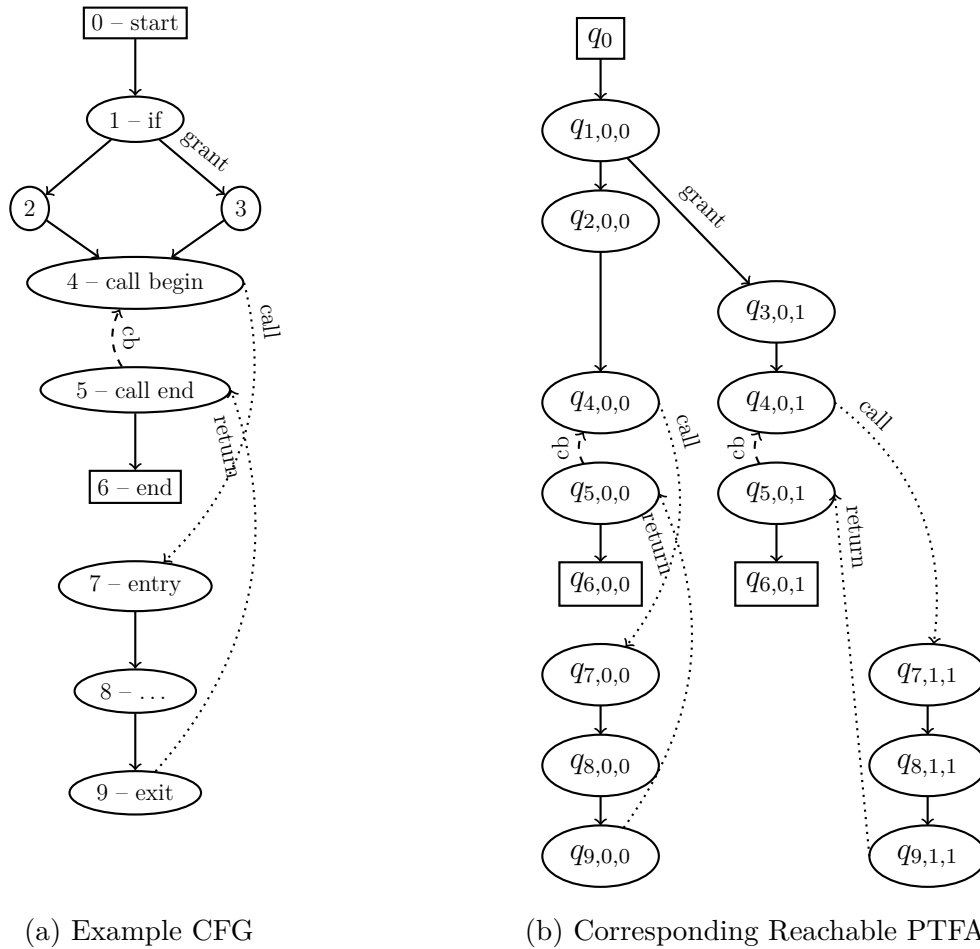 0 – start
1 – if
grant
2
3
4 – call begin
cb
call
5 – call end
return
6 – end
7 – entry
8 – . . .
9 – exit
(a) Example CFG
q0
q1,0,0
grant
q2,0,0
q3,0,1
q4,0,0
call
q4,0,1
call
cb
cb
q5,0,0
return
q5,0,1
return
q6,0,0
q6,0,1
q7,0,0
q7,1,1
q8,0,0
q8,1,1
q9,0,0
q9,1,1
(b) Corresponding Reachable PTFA